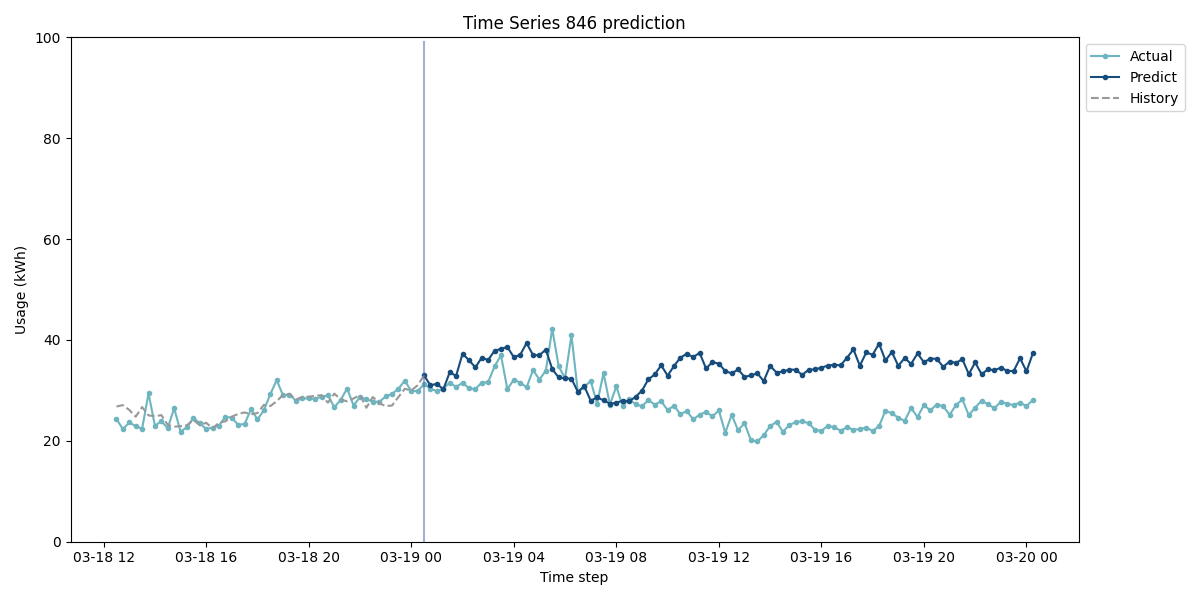 Time Series 846 prediction
Actual
Predict
History
Usage (kWh)
100
80
60
40
20
0
03-18 12
03-18 16
03-18 20
03-19 00
03-19 04
03-19 08
03-19 12
03-19 16
03-19 20
03-20 00
Time step